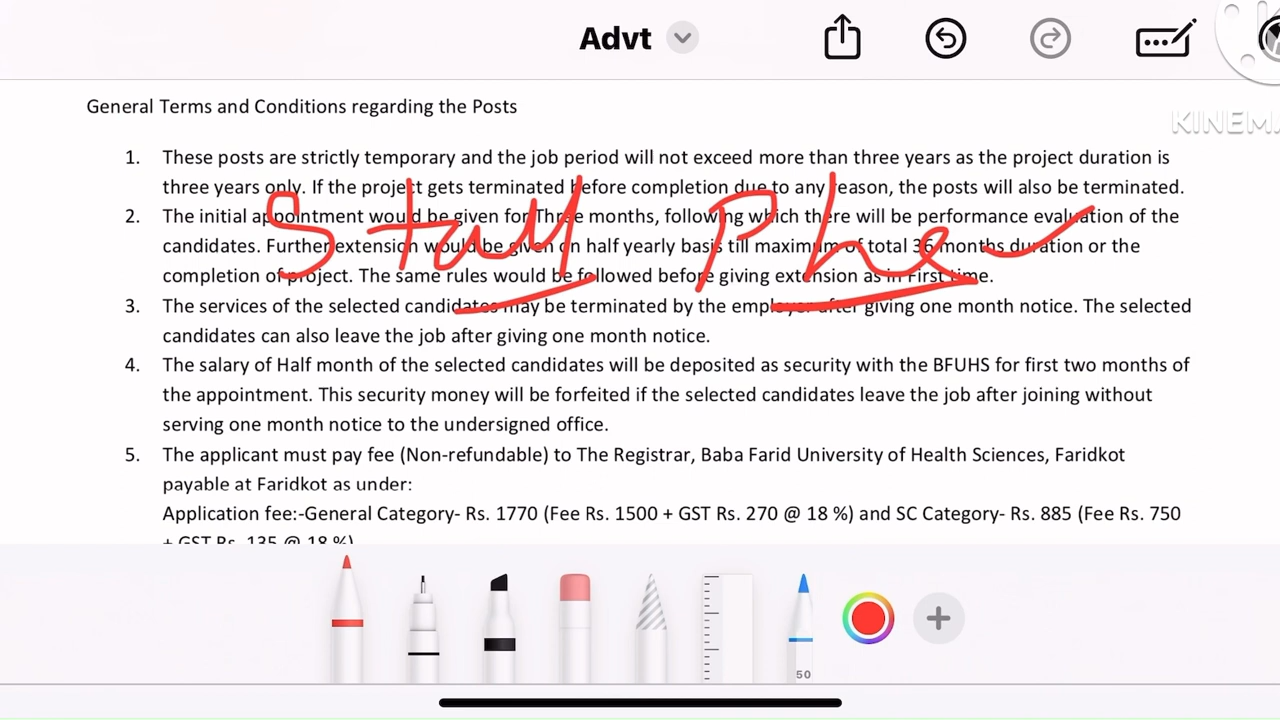 Advt
KINEMA
General Terms and Conditions regarding the Posts
1. These posts are strictly temporary and the job period will not exceed more than three years as the project duration is
three years only. If the project gets terminated before completion due to any reason, the posts will also be terminated.
2. The initial appointment would be given for Three months, following which there will be performance evaluation of the
candidates. Further extension would be given on half yearly basis till maximum of total 36 months duration or the
completion of project. The same rules would be followed before giving extension as in First time.
3. The services of the selected candidates may be terminated by the employer after giving one month notice. The selected
candidates can also leave the job after giving one month notice.
4. The salary of Half month of the selected candidates will be deposited as security with the BFUHS for first two months of
the appointment. This security money will be forfeited if the selected candidates leave the job after joining without
serving one month notice to the undersigned office.
5. The applicant must pay fee (Non-refundable) to The Registrar, Baba Farid University of Health Sciences, Faridkot
payable at Faridkot as under:
Application fee:-General Category- Rs. 1770 (Fee Rs. 1500 + GST Rs. 270 @ 18 %) and SC Category- Rs. 885 (Fee Rs. 750
+ GST Rs. 135 @ 18 %)
50